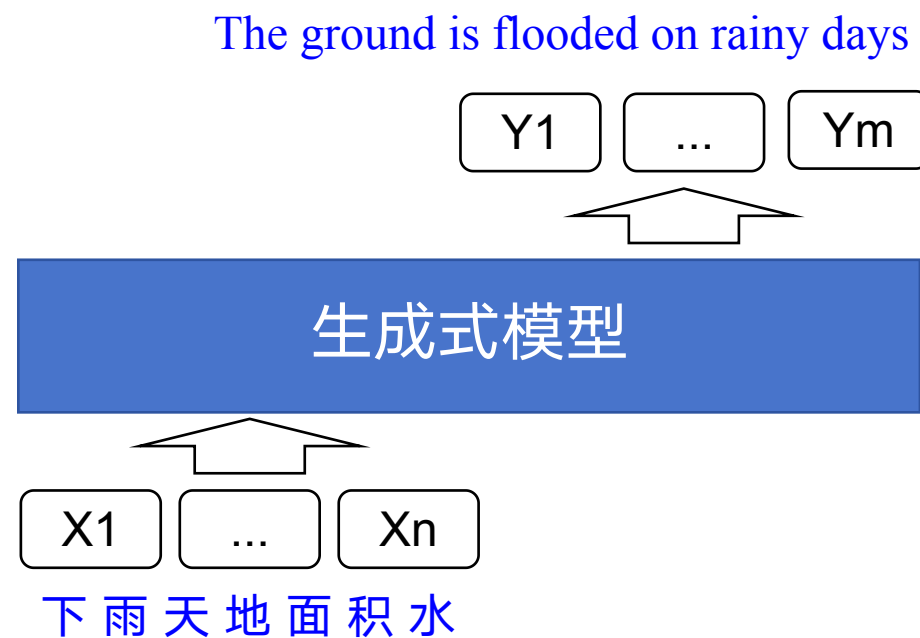 The ground is flooded on rainy days
Y1 ... Ym
生成式模型
X1 ... Xn
下雨天地面积水